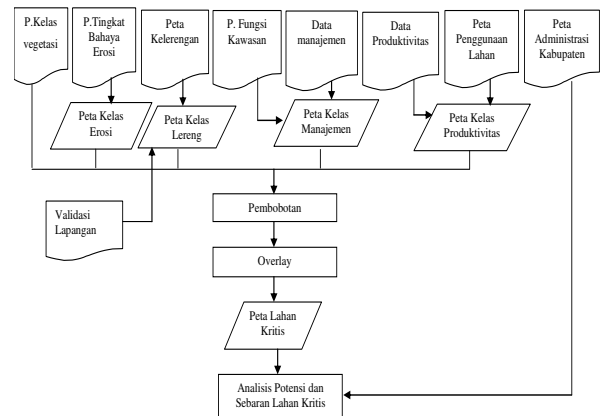 P.Kelas
vegetasi
P.Tingkat
Bahaya
Erosi
Peta
Kelerengan
P. Fungsi
Kawasan
Data
manajemen
Data
Produktivitas
Peta
Penggunaan
Lahan
Peta
Administrasi
Kabupaten
Peta Kelas
Erosi
Peta Kelas
Lereng
Peta Kelas
Manajemen
Peta Kelas
Produktivitas
Validasi
Lapangan
Pembobotan
Overlay
Peta Lahan
Kritis
Analisis Potensi dan
Sebaran Lahan Kritis